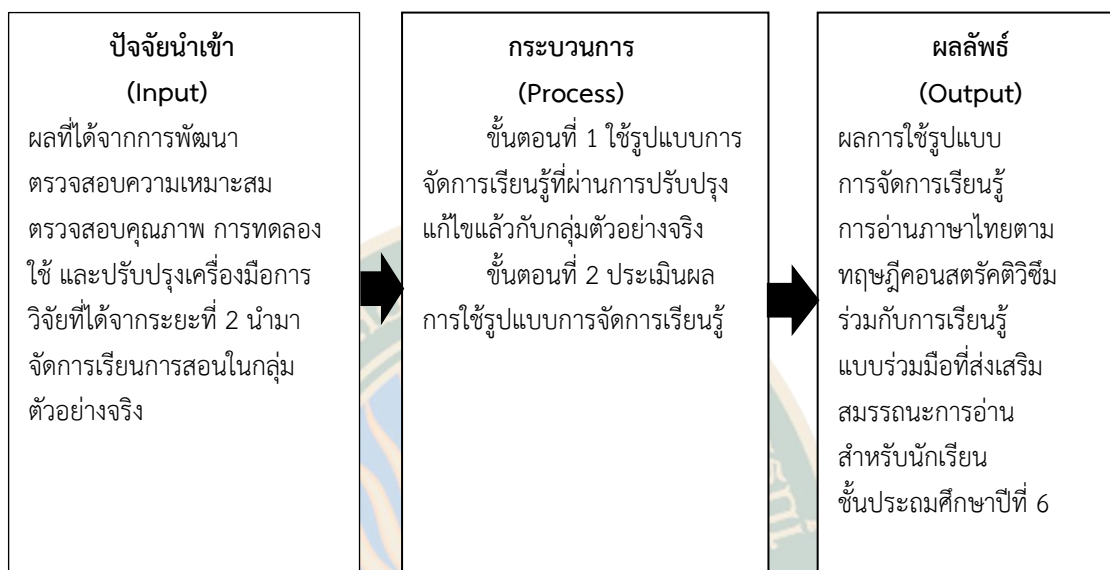 ปัจจัยนำเข้า
(Input)
ผลที่ได้จากการพัฒนา
ตรวจสอบความเหมาะสม
ตรวจสอบคุณภาพ การทดลอง
ใช้ และปรับปรุงเครื่องมือการ
วิจัยที่ได้จากระยะที่ 2 นำมา
จัดการเรียนการสอนในกลุ่ม
ตัวอย่างจริง
กระบวนการ
(Process)
ขั้นตอนที่ 1 ใช้รูปแบบการ
จัดการเรียนรู้ที่ผ่านการปรับปรุง
แก้ไขแล้วกับกลุ่มตัวอย่างจริง
ขั้นตอนที่ 2 ประเมินผล
การใช้รูปแบบการจัดการเรียนรู้
ผลลัพธ์
(Output)
ผลการใช้รูปแบบ
การจัดการเรียนรู้
การอ่านภาษาไทยตาม
ทฤษฎีคอนสตรัคติวิซึม
ร่วมกับการเรียนรู้
แบบร่วมมือที่ส่งเสริม
สมรรถนะการอ่าน
สำหรับนักเรียน
ชั้นประถมศึกษาปีที่ 6